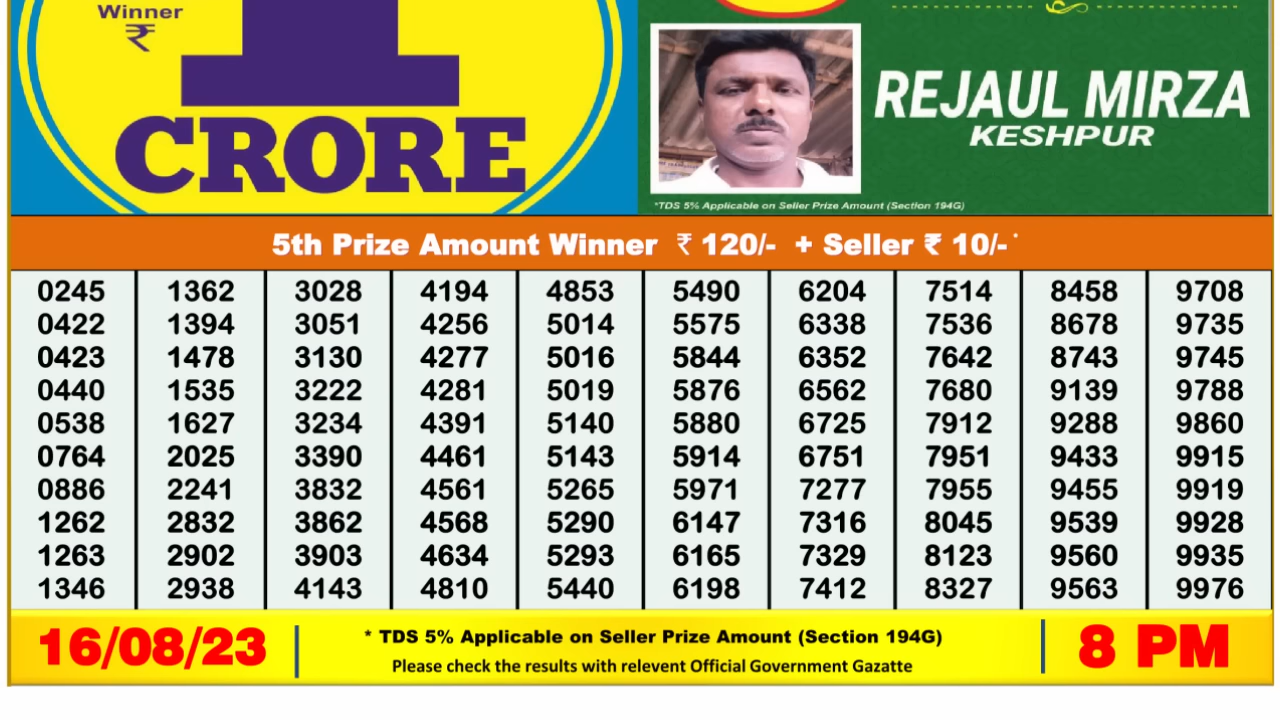 Winner
₹
1
CRORE
REJAUL MIRZA
KESHPUR
*TDS 5% Applicable on Seller Prize Amount (Section 194G)
5th Prize Amount Winner ₹ 120/- + Seller ₹ 10/- *
0245 1362 3028 4194 4853 5490 6204 7514 8458 9708
0422 1394 3051 4256 5014 5575 6338 7536 8678 9735
0423 1478 3130 4277 5016 5844 6352 7642 8743 9745
0440 1535 3222 4281 5019 5876 6562 7680 9139 9788
0538 1627 3234 4391 5140 5880 6725 7912 9288 9860
0764 2025 3390 4461 5143 5914 6751 7951 9433 9915
0886 2241 3832 4561 5265 5971 7277 7955 9455 9919
1262 2832 3862 4568 5290 6147 7316 8045 9539 9928
1263 2902 3903 4634 5293 6165 7329 8123 9560 9935
1346 2938 4143 4810 5440 6198 7412 8327 9563 9976
16/08/23
* TDS 5% Applicable on Seller Prize Amount (Section 194G)
Please check the results with relevent Official Government Gazatte
8 PM